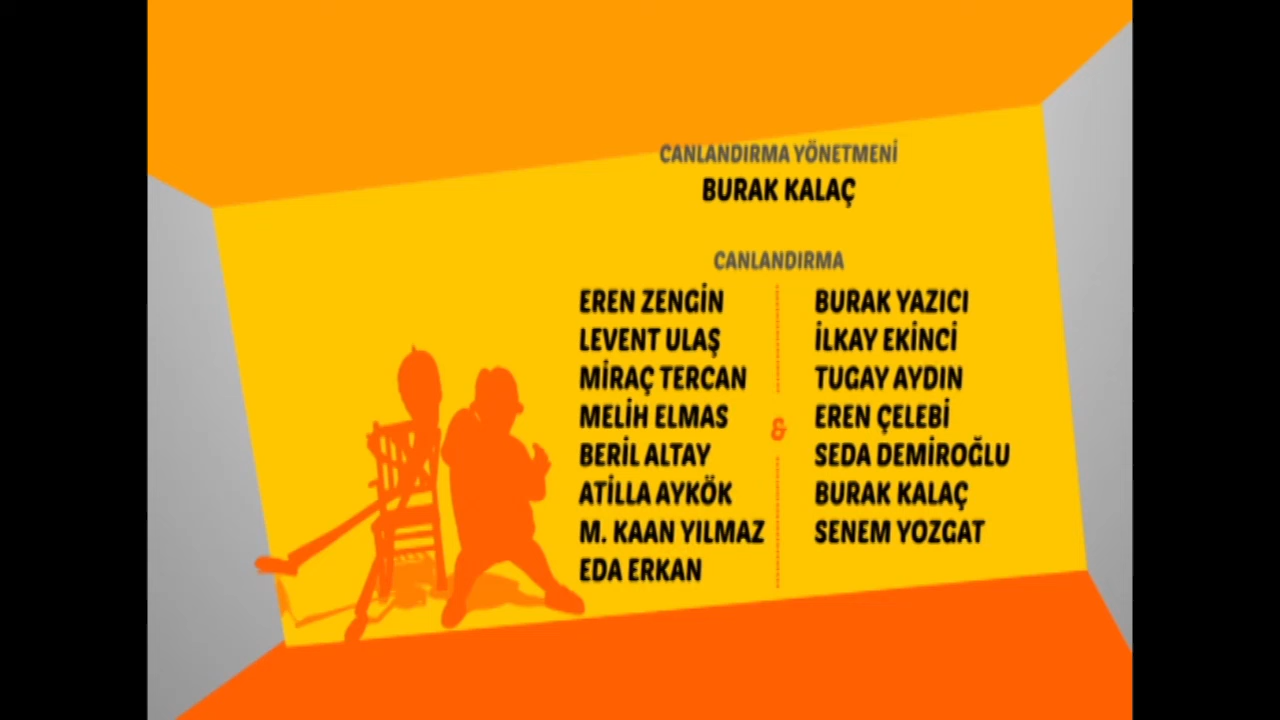 CANLANDIRMA YÖNETMENİ
BURAK KALAÇ
CANLANDIRMA
EREN ZENGİN
LEVENT ULAŞ
MİRAÇ TERCAN
MELİH ELMAS
BERİL ALTAY
ATİLLA AYKÖK
M. KAAN YILMAZ
EDA ERKAN
&
BURAK YAZICI
İLKAY EKİNCİ
TUGAY AYDIN
EREN ÇELEBİ
SEDA DEMİROĞLU
BURAK KALAÇ
SENEM YOZGAT